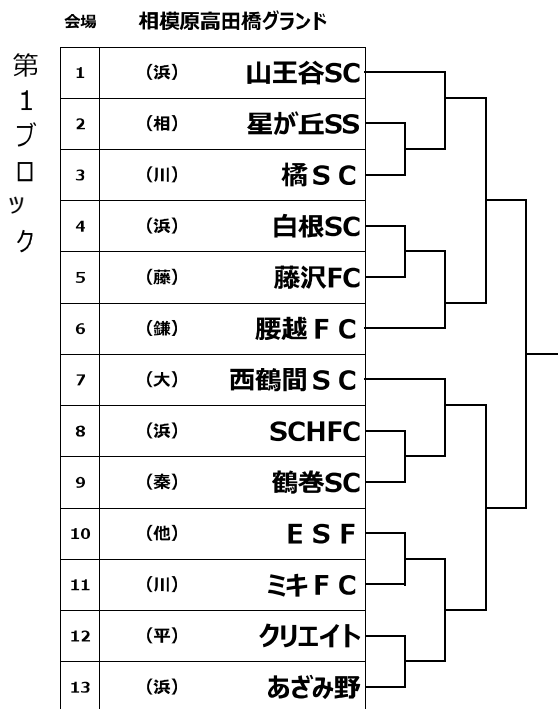 会場 相模原高田橋グランド
第1ブロック
1 （浜） 山王谷SC
2 （相） 星が丘SS
3 （川） 橘ＳＣ
4 （浜） 白根SC
5 （藤） 藤沢FC
6 （鎌） 腰越ＦＣ
7 （大） 西鶴間ＳＣ
8 （浜） SCHFC
9 （秦） 鶴巻SC
10 （他） ＥＳＦ
11 （川） ミキＦＣ
12 （平） クリエイト
13 （浜） あざみ野